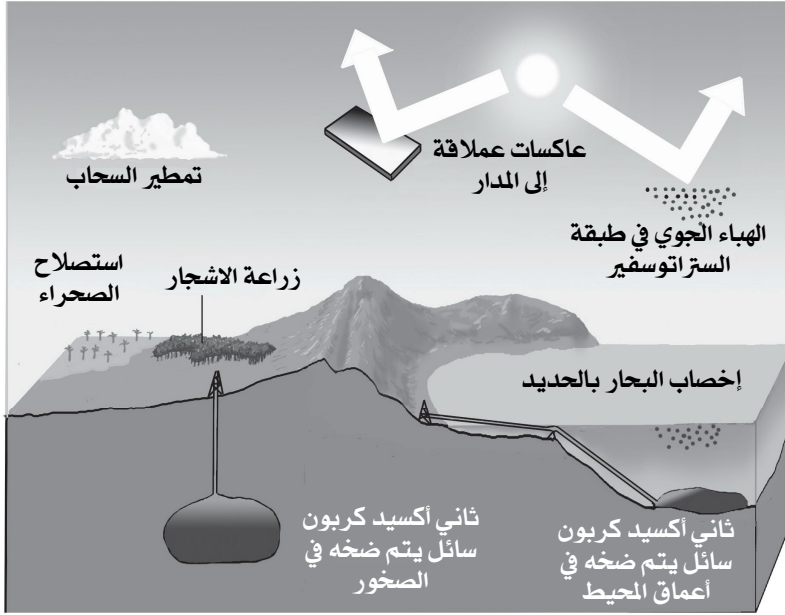 عاكسات عملاقة
إلى المدار
تمطير السحاب
الهباء الجوي في طبقة
الستراتوسفير
استصلاح
الصحراء
زراعة الاشجار
إخصاب البحار بالحديد
ثاني أكسيد كربون
سائل يتم ضخه في
أعماق المحيط
ثاني أكسيد كربون
سائل يتم ضخه في
الصخور